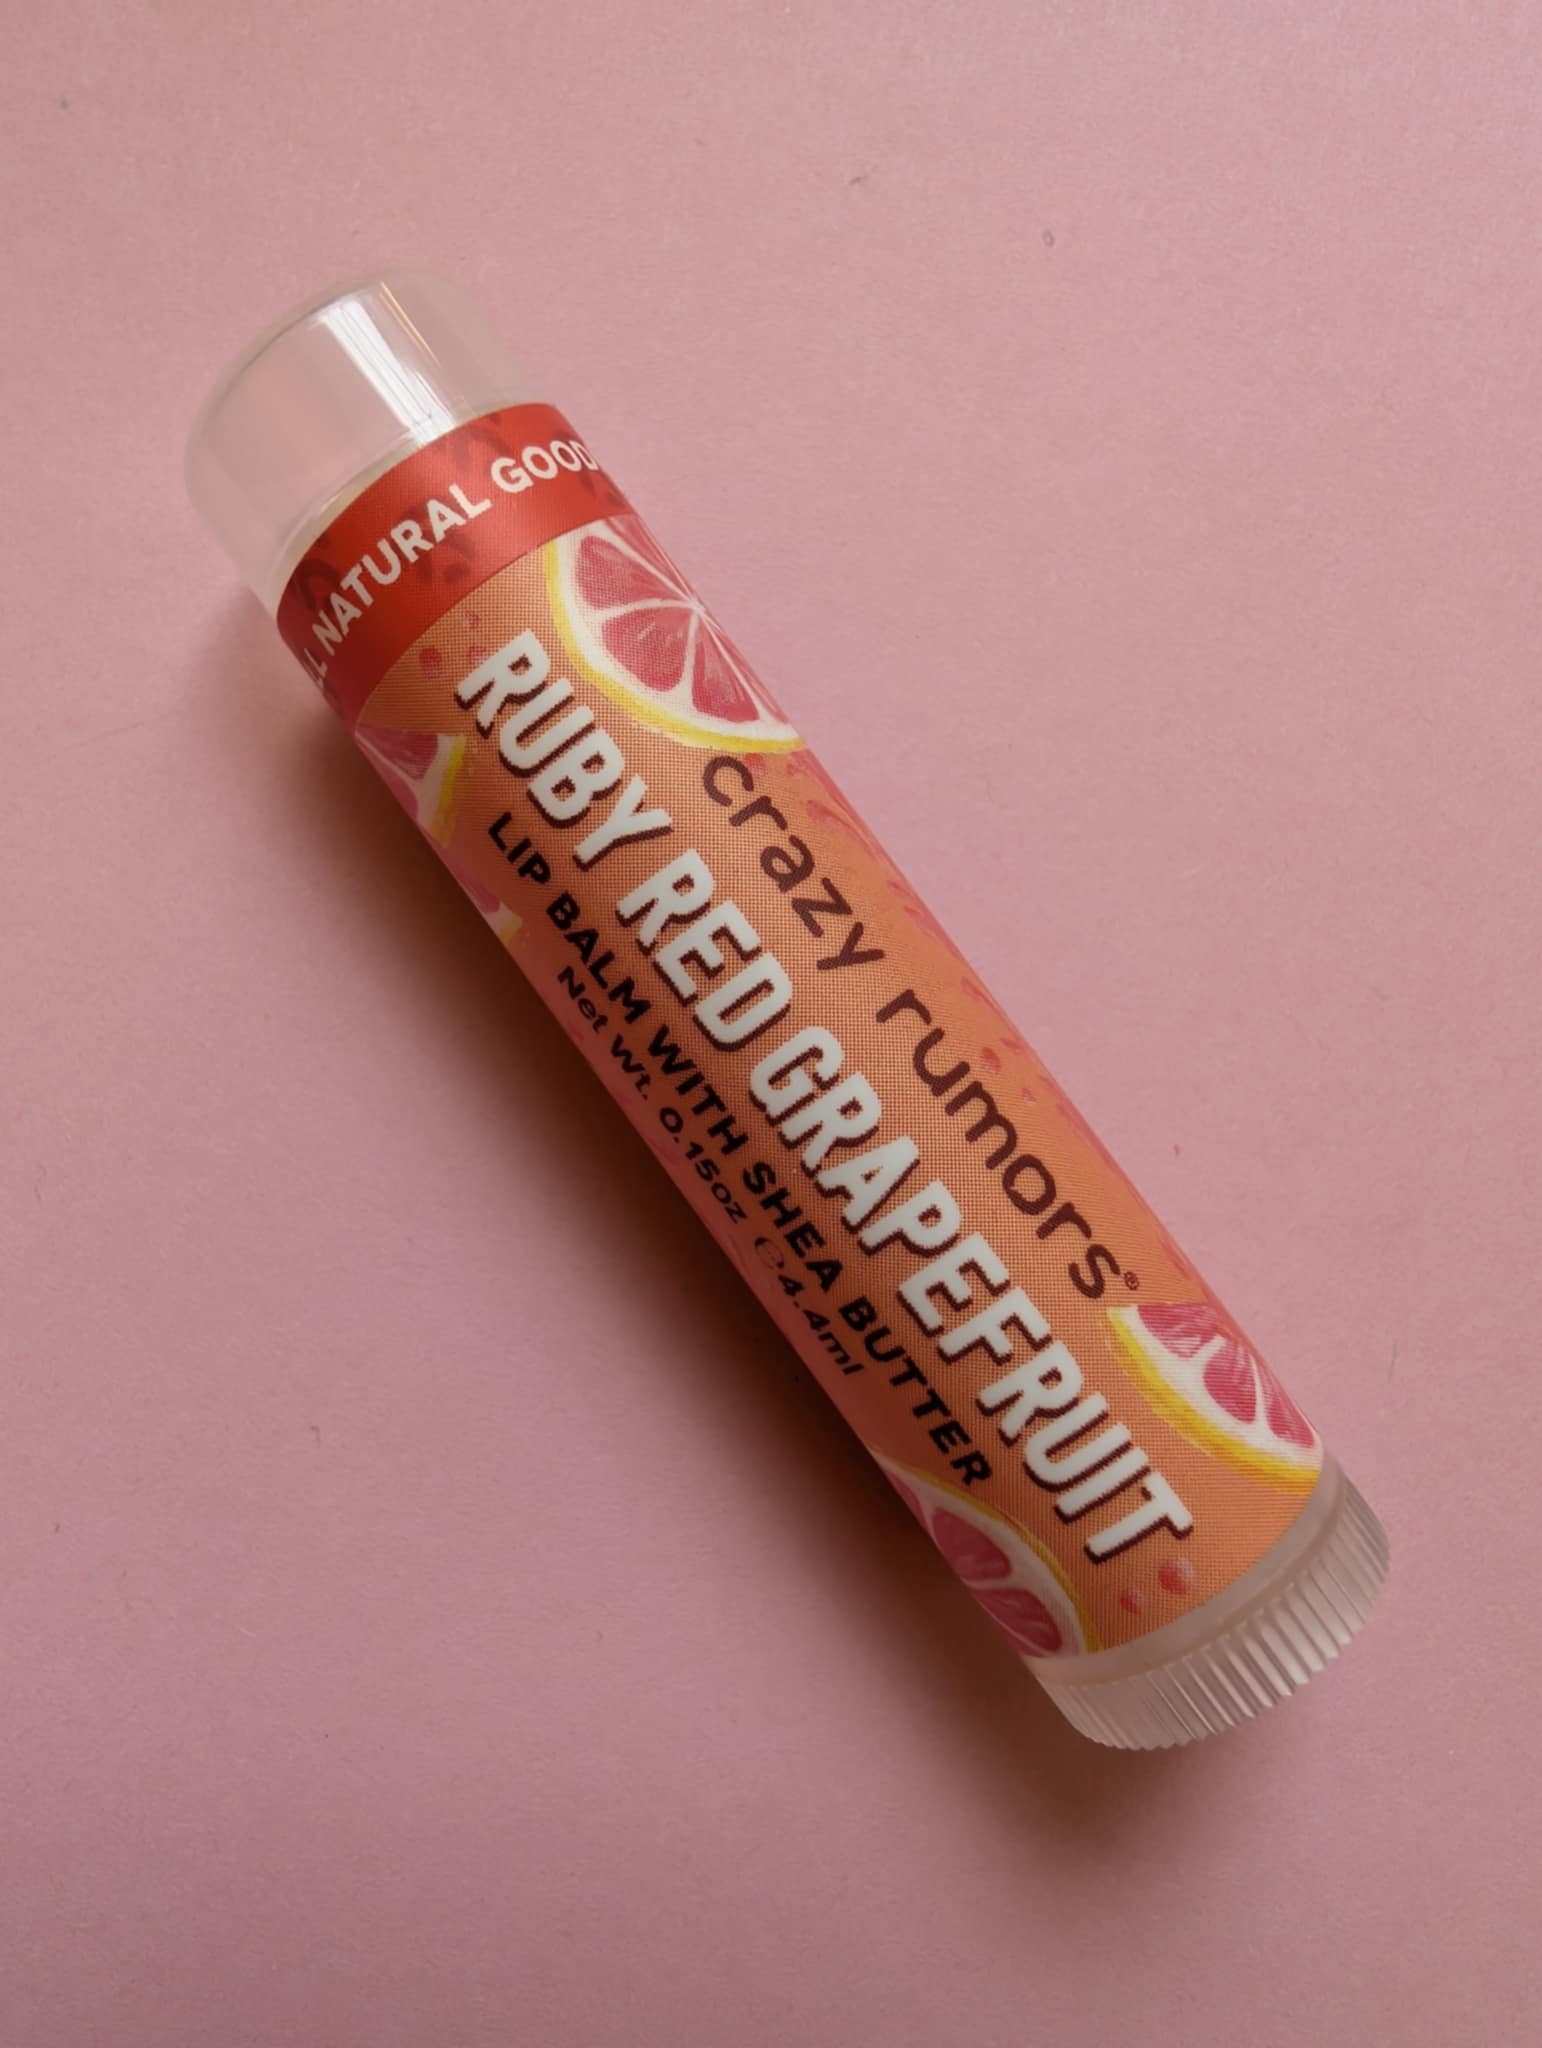 NATURAL GOOD
crazy rumors®
RUBY RED GRAPEFRUIT
LIP BALM WITH SHEA BUTTER
Net Wt. 0.15oz ℮4.4ml